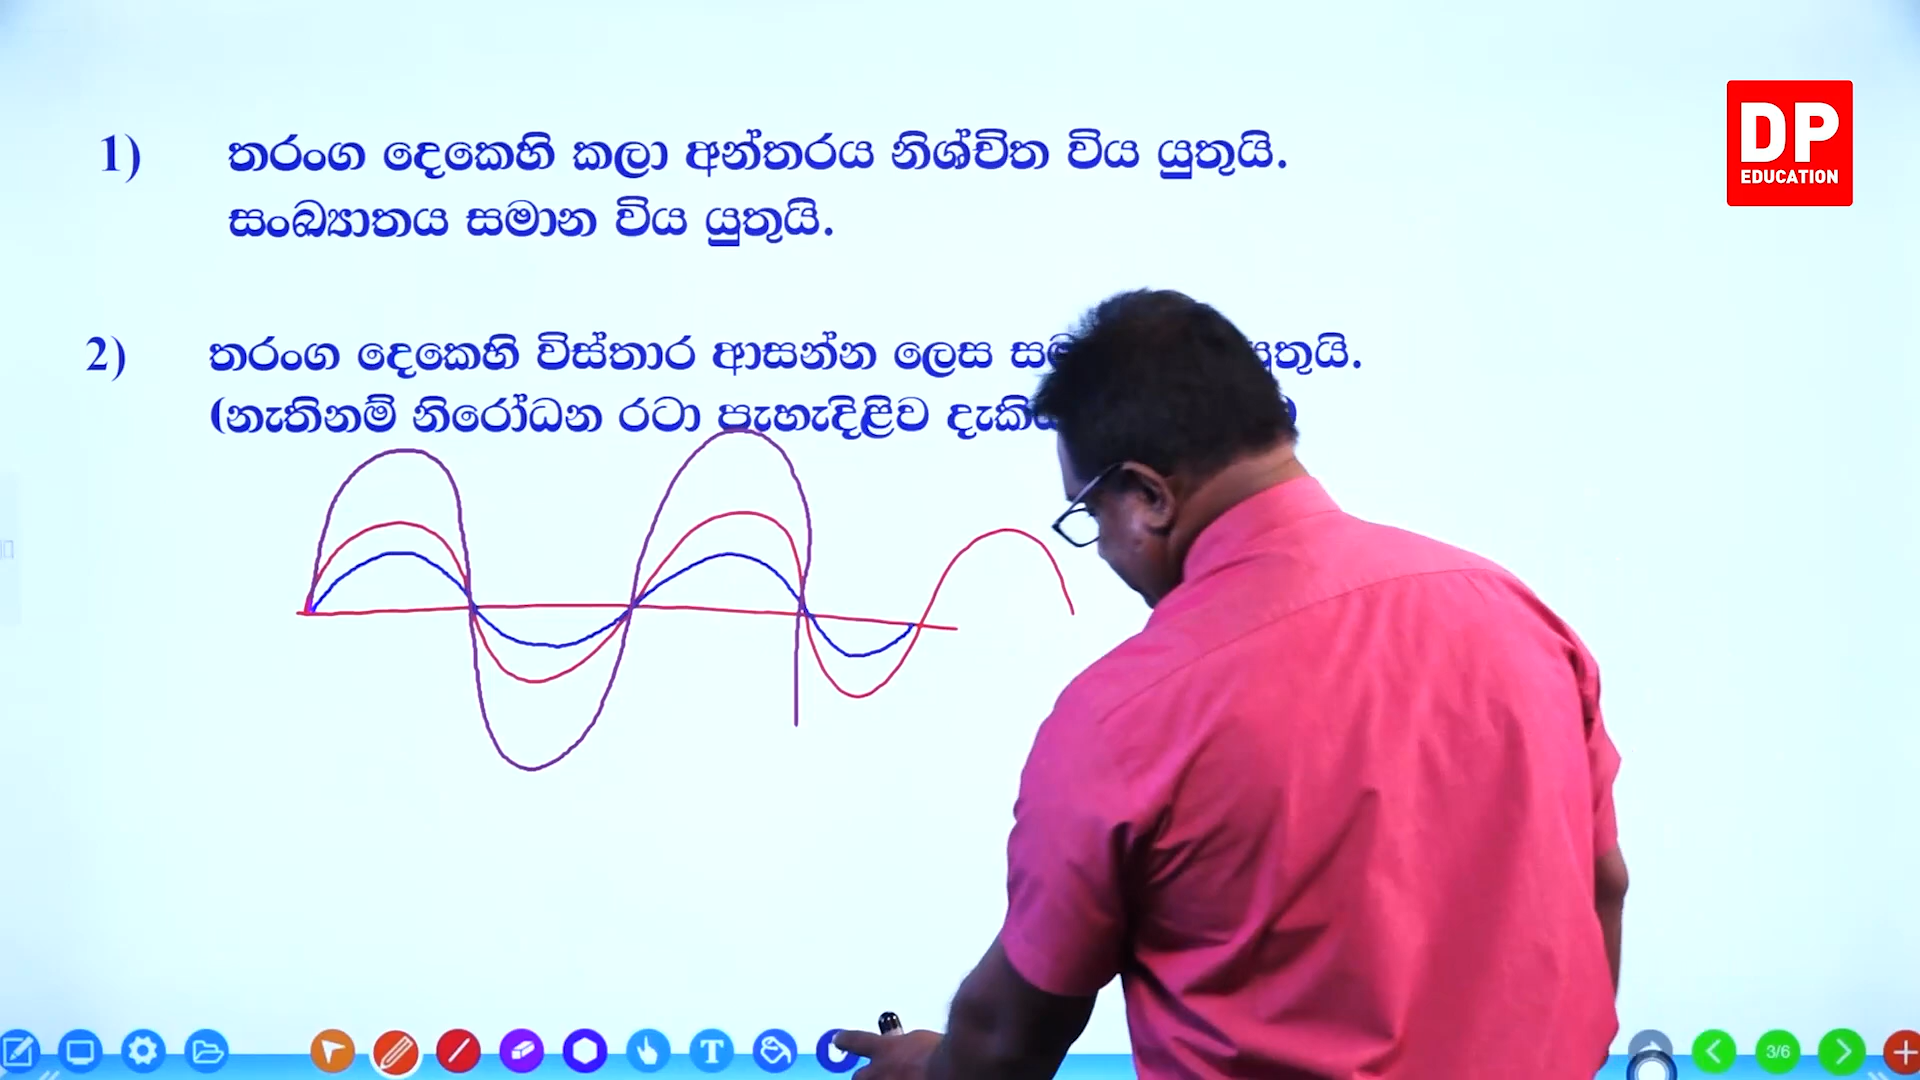 DP
EDUCATION
1) තරංග දෙකෙහි කලා අන්තරය නිශ්චිත විය යුතුයි.
සංඛ්‍යාතය සමාන විය යුතුයි.
2) තරංග දෙකෙහි විස්තාර ආසන්න ලෙස යුතුයි.
(නැතිනම් නිරෝධන රටා පැහැදිළිව
T
3/6